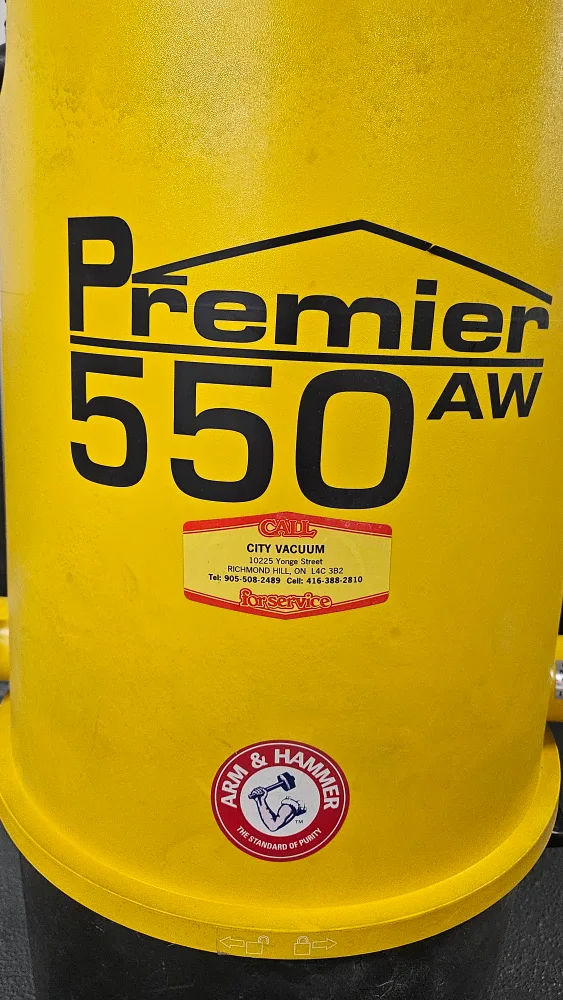 Premier
550 AW
CALL
CITY VACUUM
10225 Yonge Street
RICHMOND HILL, ON L4C 3B2
Tel: 905-508-2489 Cell: 416-388-2810
for service
ARM & HAMMER
TM
THE STANDARD OF PURITY